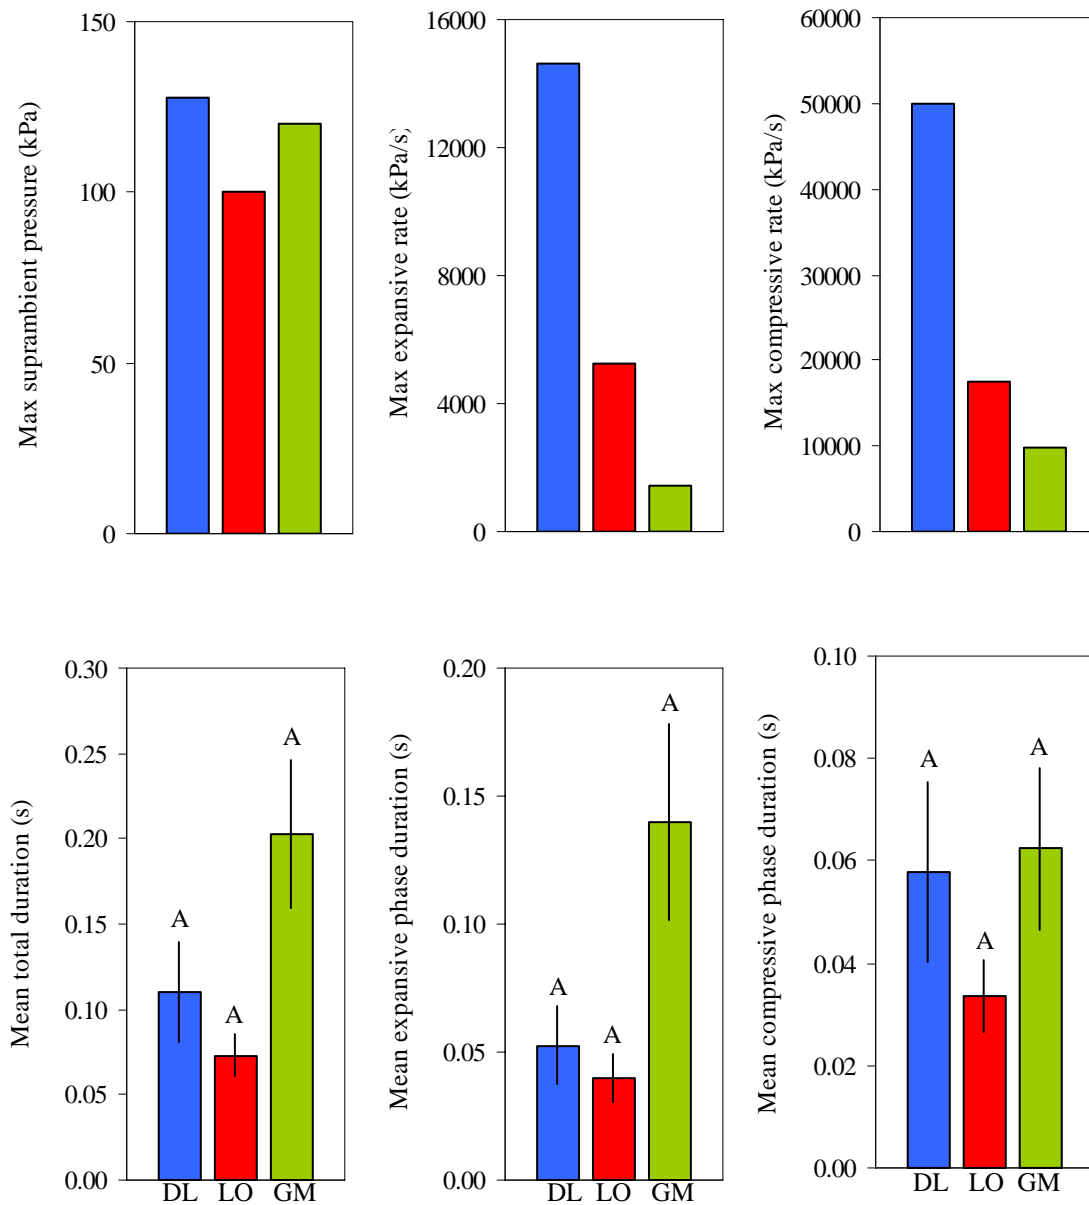 Max suprambient pressure (kPa)
150
100
50
0
Max expansive rate (kPa/s)
16000
12000
8000
4000
0
Max compressive rate (kPa/s)
60000
50000
40000
30000
20000
10000
0
Mean total duration (s)
0.30
0.25
0.20
0.15
0.10
0.05
0.00
A
A
A
DL LO GM
Mean expansive phase duration (s)
0.20
0.15
0.10
0.05
0.00
A
A
A
DL LO GM
Mean compressive phase duration (s)
0.10
0.08
0.06
0.04
0.02
0.00
A
A
A
DL LO GM